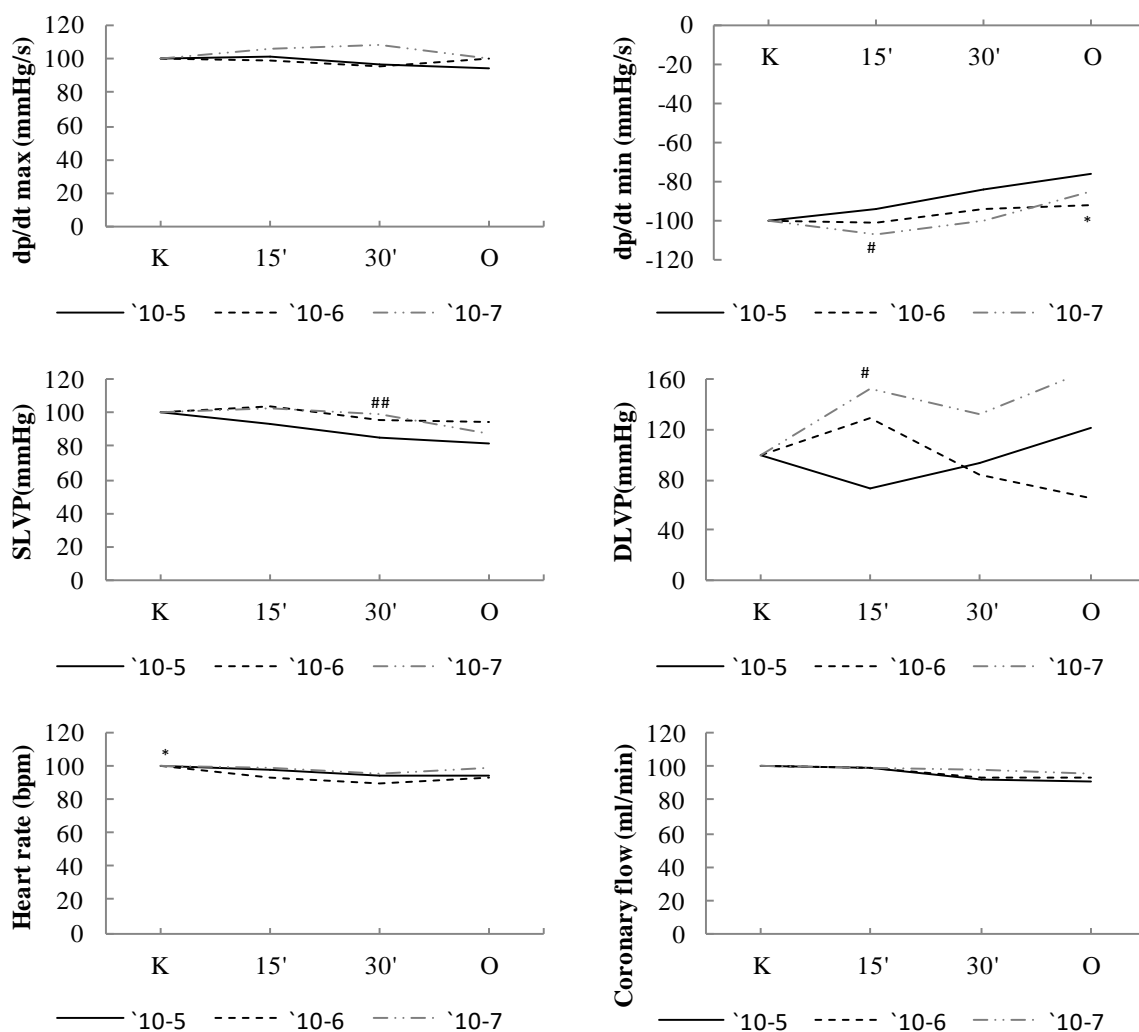 dp/dt max (mmHg/s)
120
100
80
60
40
20
0
K 15' 30' O
`10-5 `10-6 `10-7
dp/dt min (mmHg/s)
0
-20
-40
-60
-80
-100
-120
K 15' 30' O
#
*
`10-5 `10-6 `10-7
SLVP(mmHg)
120
100
80
60
40
20
0
##
K 15' 30' O
`10-5 `10-6 `10-7
DLVP(mmHg)
160
120
80
40
0
#
K 15' 30' O
`10-5 `10-6 `10-7
Heart rate (bpm)
120
100
80
60
40
20
0
*
K 15' 30' O
`10-5 `10-6 `10-7
Coronary flow (ml/min)
120
100
80
60
40
20
0
K 15' 30' O
`10-5 `10-6 `10-7